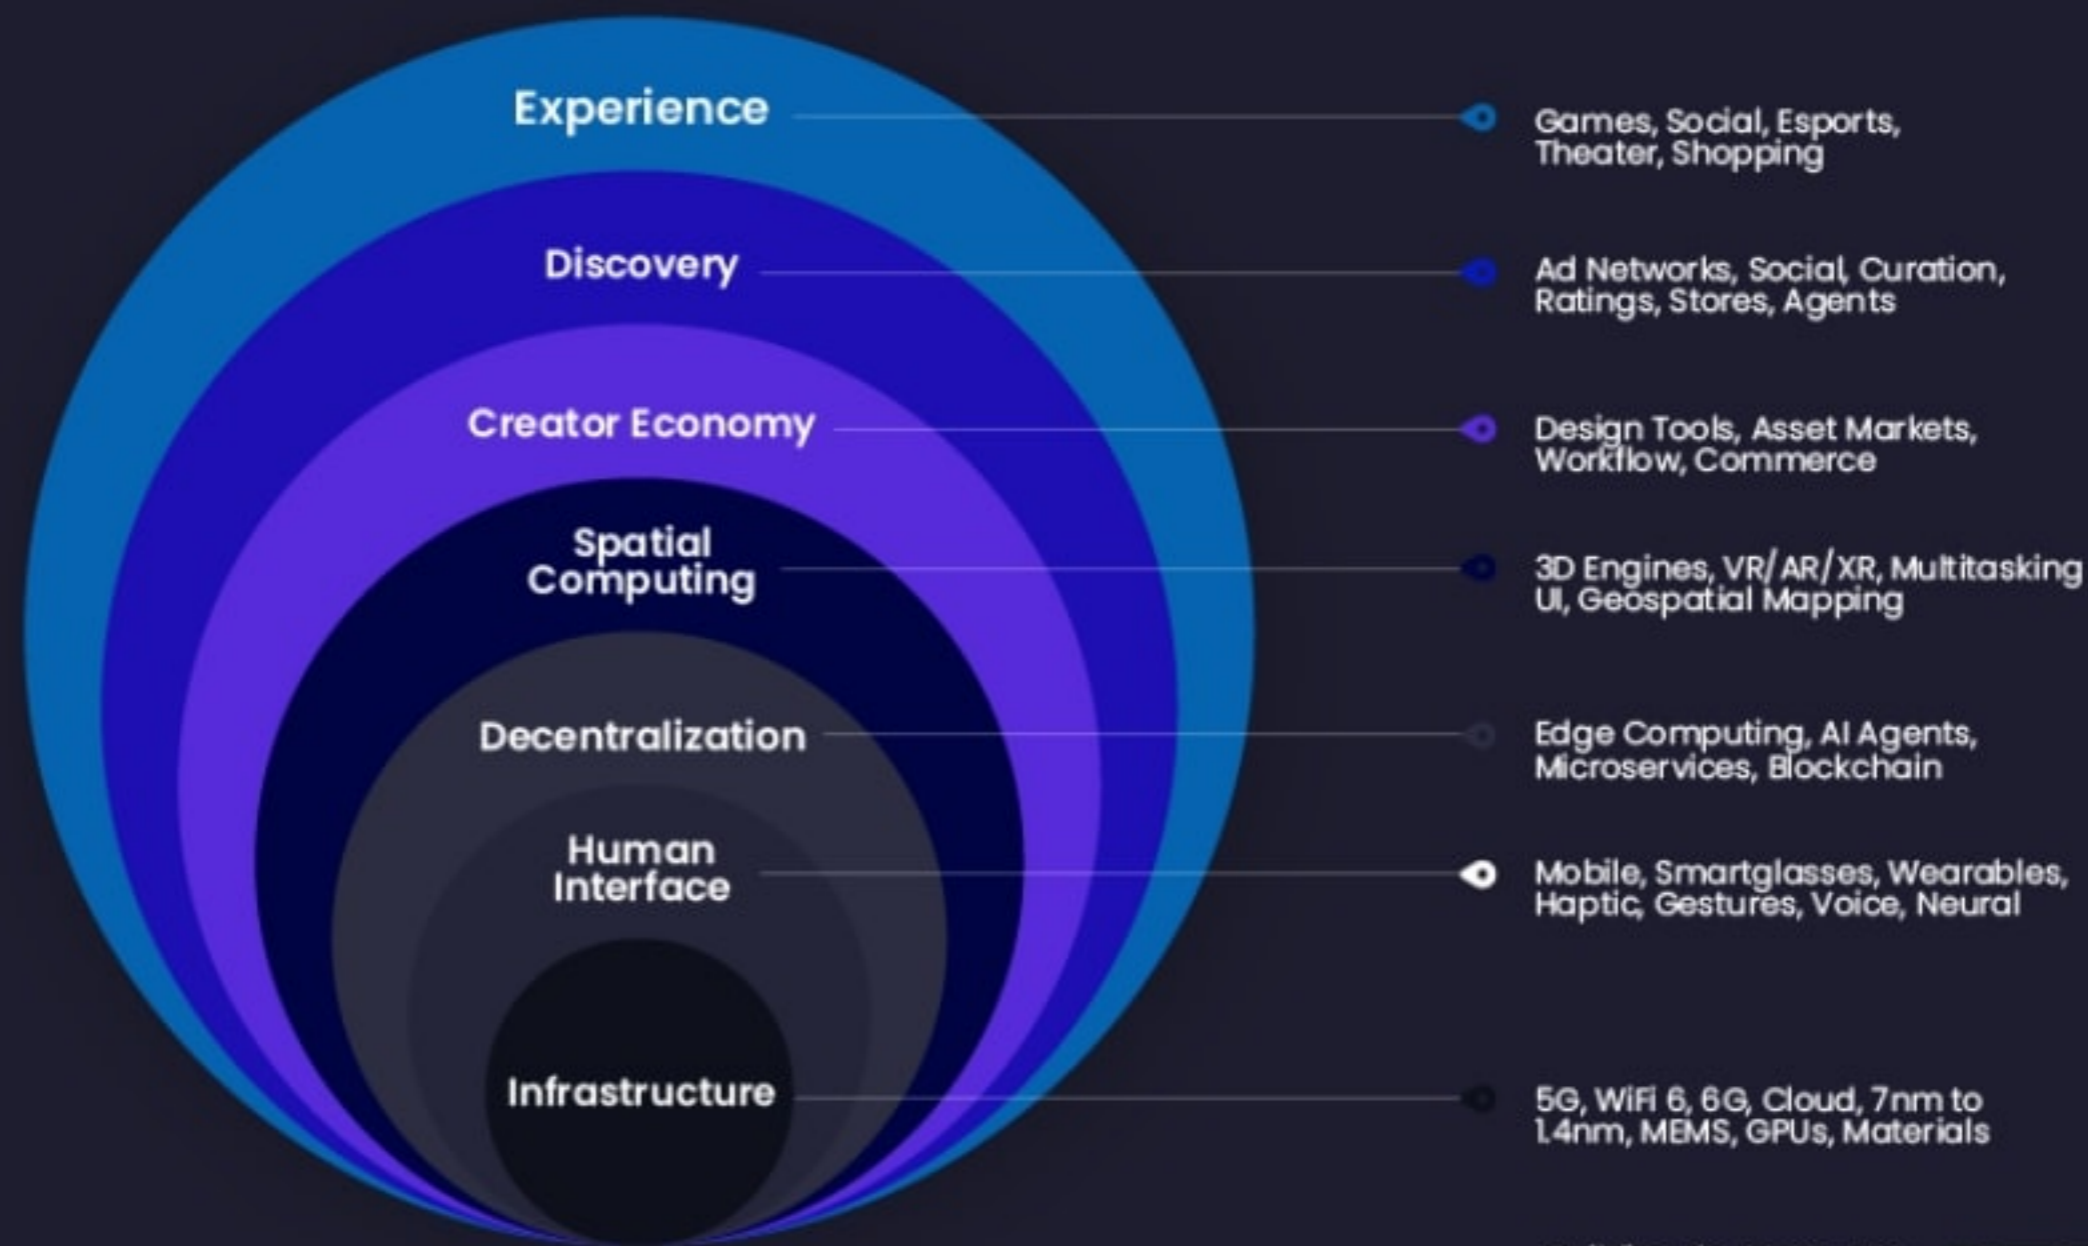 Experience
Games, Social, Esports,
Theater, Shopping
Discovery
Ad Networks, Social, Curation,
Ratings, Stores, Agents
Creator Economy
Design Tools, Asset Markets,
Workflow, Commerce
Spatial
Computing
3D Engines, VR/AR/XR, Multitasking
UI, Geospatial Mapping
Decentralization
Edge Computing, AI Agents,
Microservices, Blockchain
Human
Interface
Mobile, Smartglasses, Wearables,
Haptic, Gestures, Voice, Neural
Infrastructure
5G, WiFi 6, 6G, Cloud, 7nm to
1.4nm, MEMS, GPUs, Materials